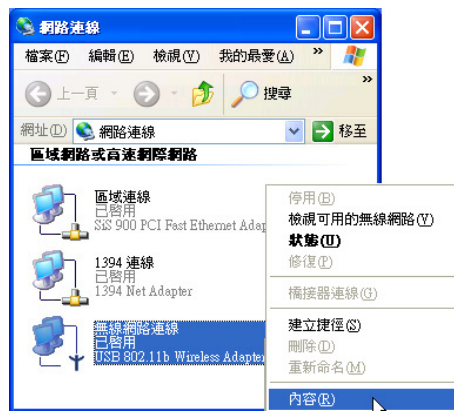 網路連線
檔案(F) 編輯(E) 檢視(V) 我的最愛(A) »
上一頁 搜尋 »
網址(D) 網路連線 移至
區域網路或高速網際網路
區域連線
已啓用
SiS 900 PCI Fast Ethernet Adap
1394 連線
已啓用
1394 Net Adapter
無線網路連線
已啓用
USB 802.11b Wireless Adapter
停用(B)
檢視可用的無線網路(V)
狀態(U)
修復(P)
橋接器連線(G)
建立捷徑(S)
刪除(D)
重新命名(M)
內容(R)